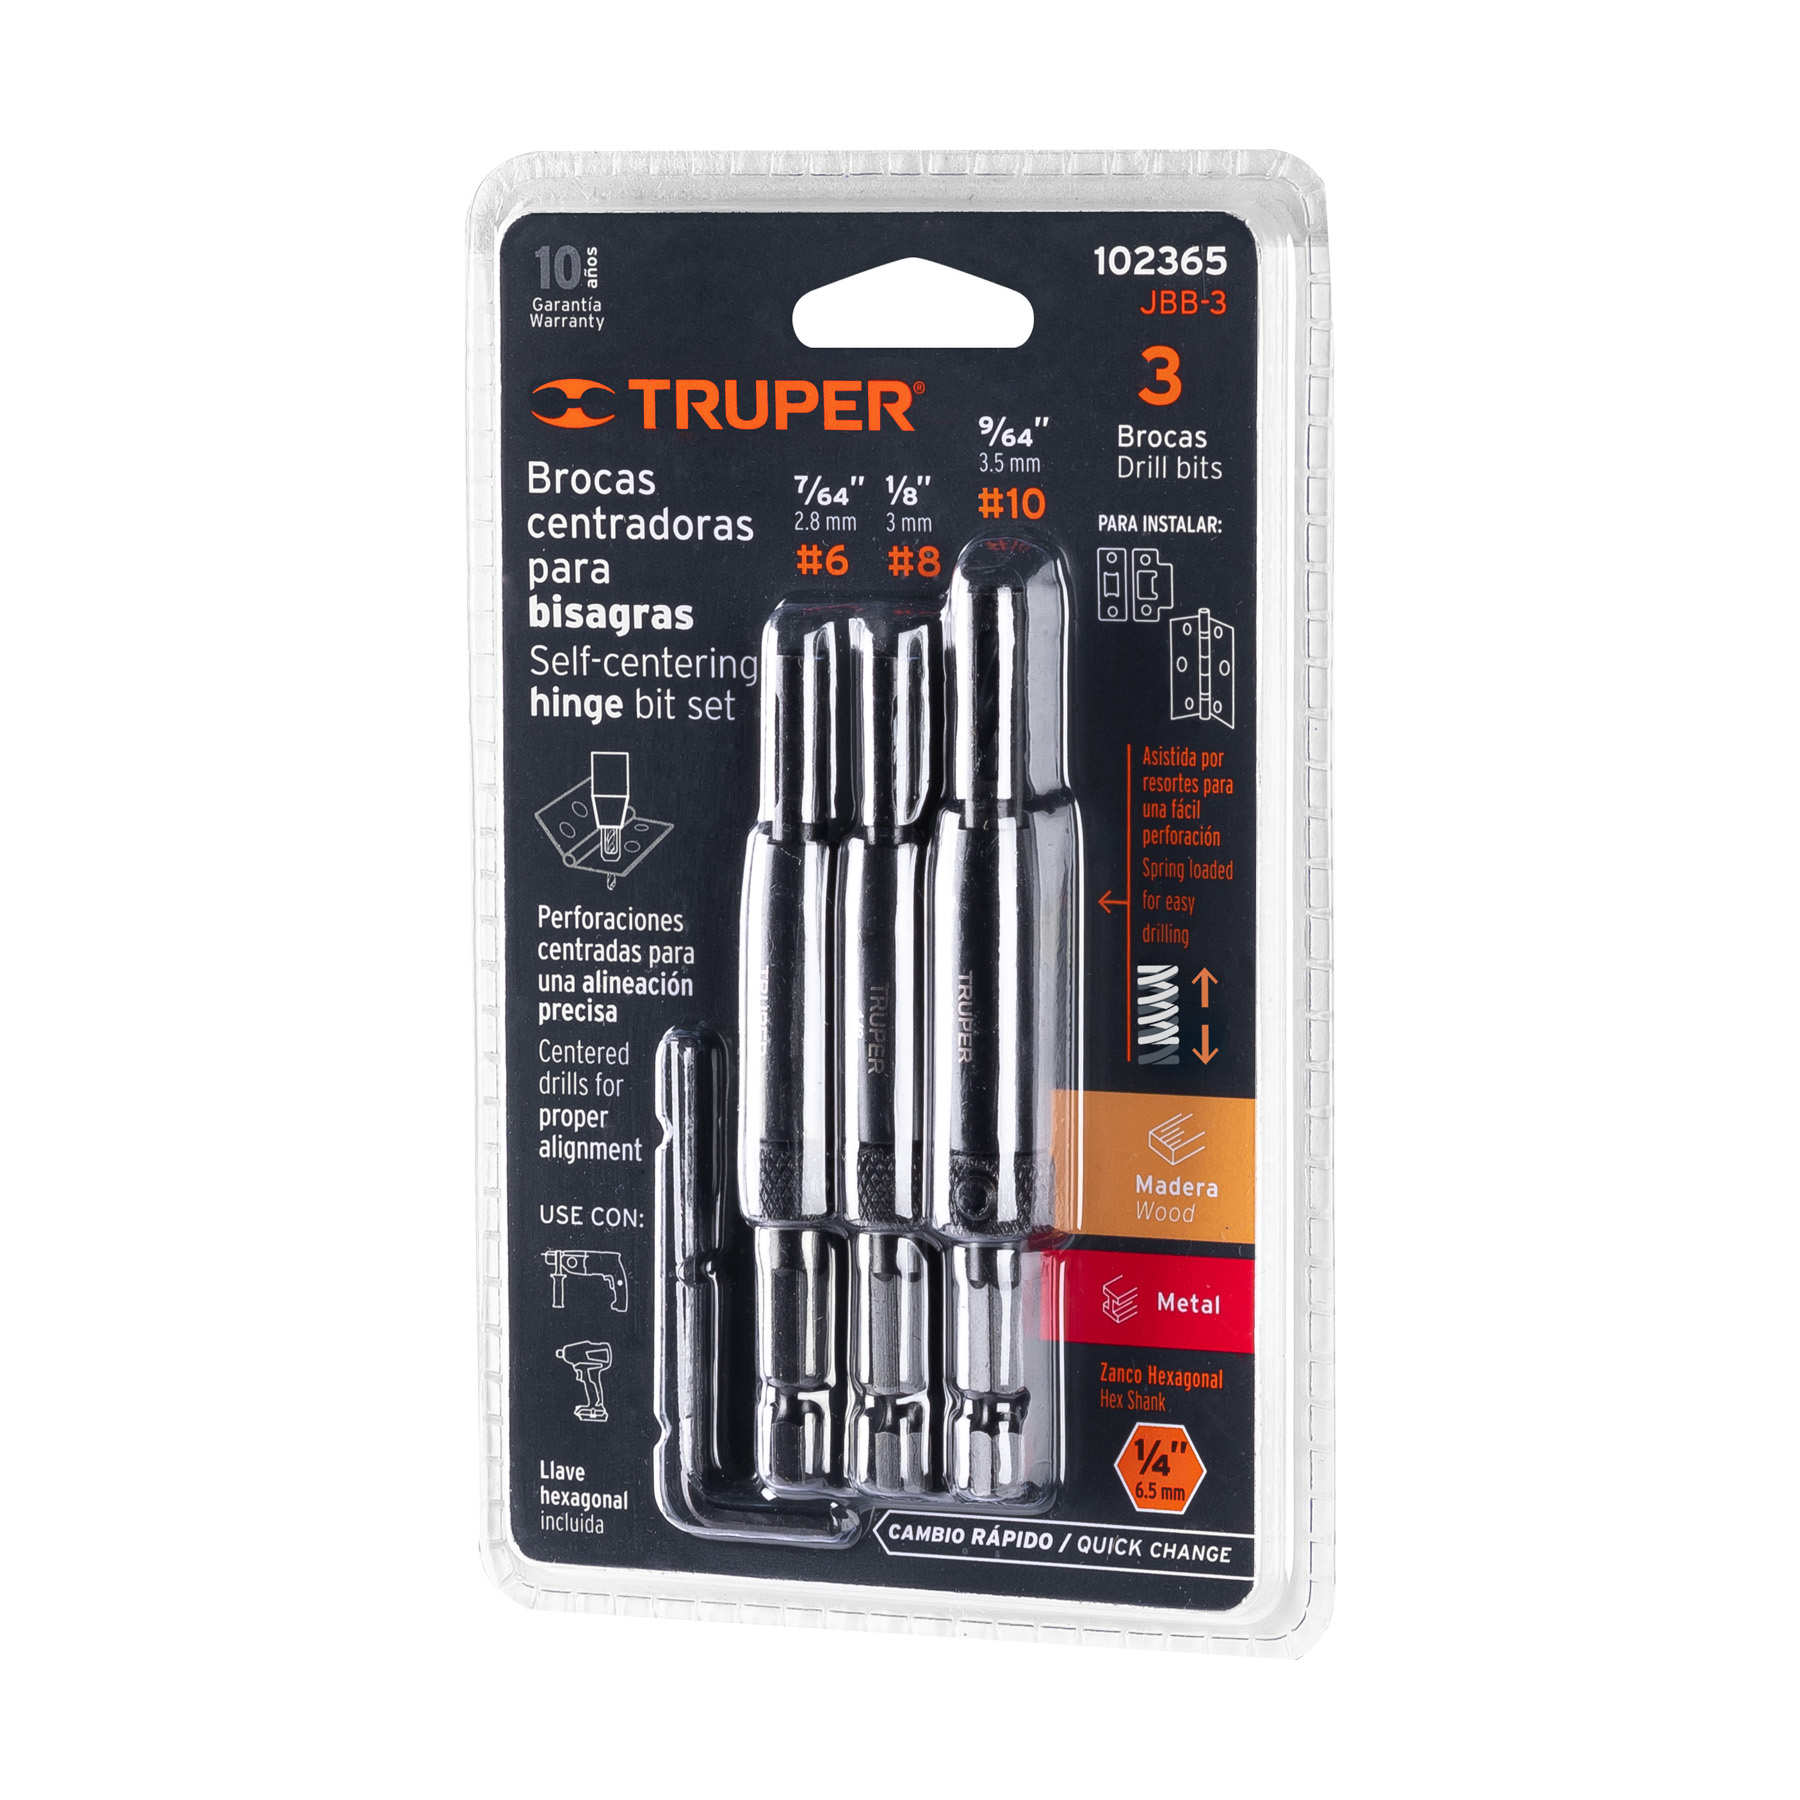 10 años
Garantía
Warranty
102365
JBB-3
3
Brocas
Drill bits
TRUPER®
Brocas
centradoras
para
bisagras
Self-centering
hinge bit set
7/64"
2.8 mm
#6
1/8"
3 mm
#8
9/64"
3.5 mm
#10
PARA INSTALAR:
Asistida por
resortes para
una fácil
perforación
Spring loaded
for easy
drilling
Perforaciones
centradas para
una alineación
precisa
Centered
drills for
proper
alignment
USE CON:
Llave
hexagonal
incluida
TRUPER
TRUPER
TRUPER
Madera
Wood
Metal
Zanco Hexagonal
Hex Shank
1/4"
6.5 mm
CAMBIO RÁPIDO / QUICK CHANGE